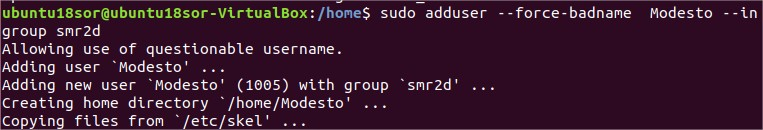 ubuntu18sor@ubuntu18sor-VirtualBox:/home$ sudo adduser --force-badname  Modesto --in
group smr2d
Allowing use of questionable username.
Adding user `Modesto' ...
Adding new user `Modesto' (1005) with group `smr2d' ...
Creating home directory `/home/Modesto' ...
Copying files from `/etc/skel' ...